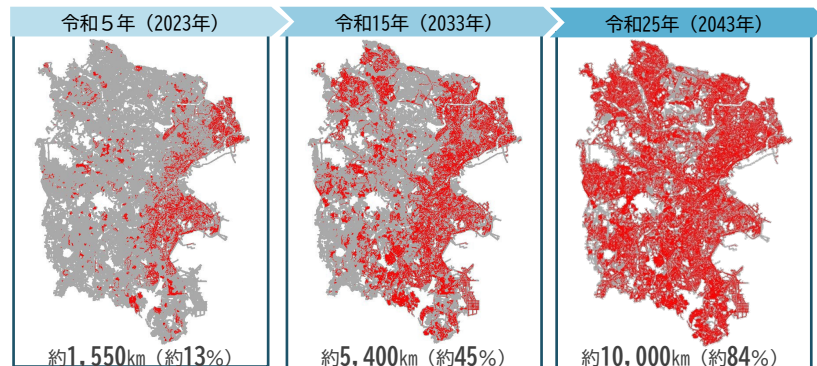 令和５年（2023年）
令和15年（2033年）
令和25年（2043年）
約1,550㎞（約13%）
約5,400㎞（約45%）
約10,000㎞（約84%）